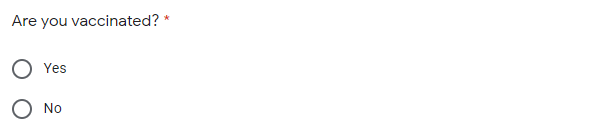 Are you vaccinated? *
Yes
No